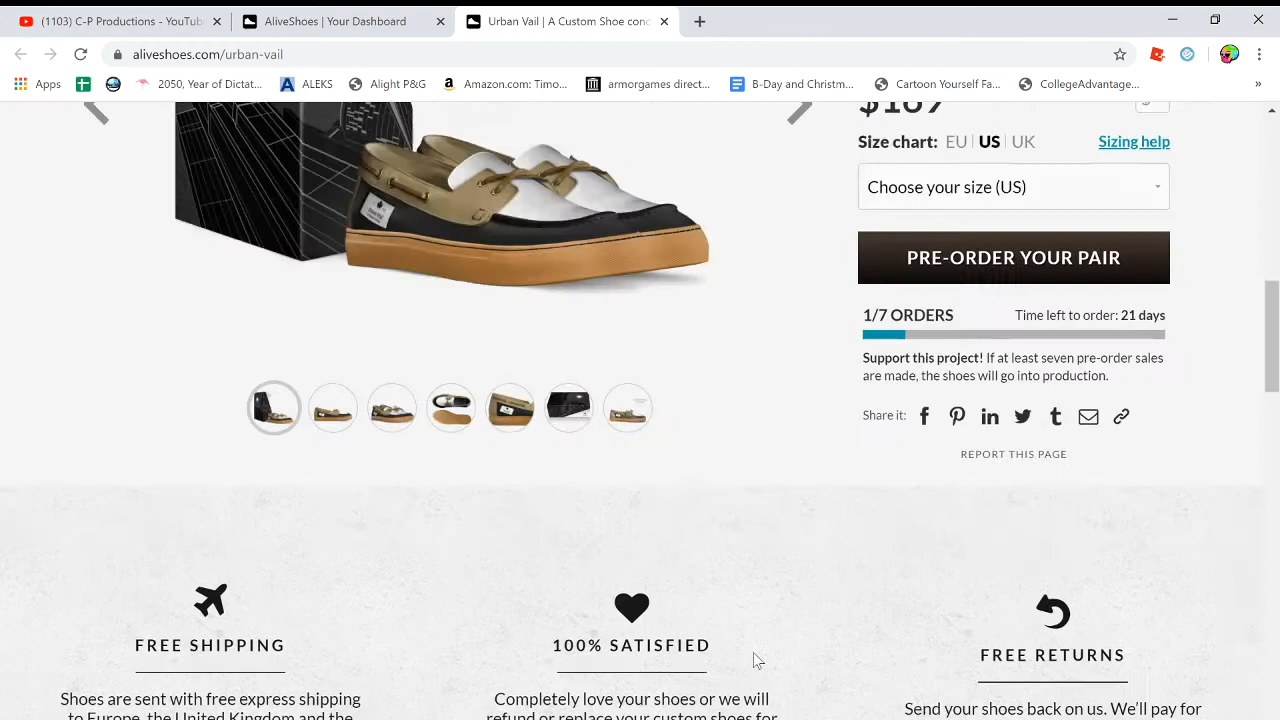 (1103) C-P Productions - YouTub
AliveShoes | Your Dashboard
Urban Vail | A Custom Shoe conc
aliveshoes.com/urban-vail
Apps
2050, Year of Dictat...
ALEKS
Alight P&G
Amazon.com: Timo...
armorgames direct...
B-Day and Christm...
Cartoon Yourself Fa...
CollegeAdvantage...
»
$169
Size chart: EU | US | UK
Sizing help
Choose your size (US)
PRE-ORDER YOUR PAIR
1/7 ORDERS
Time left to order: 21 days
Support this project! If at least seven pre-order sales
are made, the shoes will go into production.
Share it:
REPORT THIS PAGE
FREE SHIPPING
Shoes are sent with free express shipping
to Europe, the United Kingdom and the
100% SATISFIED
Completely love your shoes or we will
refund or replace your custom shoes for
FREE RETURNS
Send your shoes back on us. We'll pay for